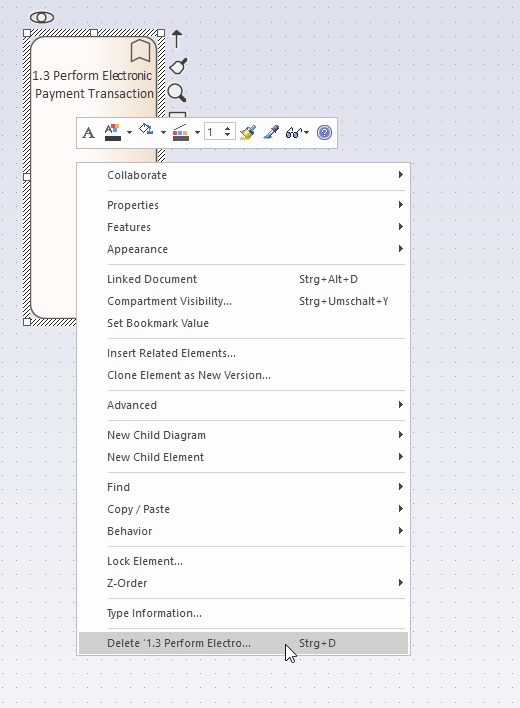 1.3 Perform Electronic
Payment Transaction
A A 1 ?
Collaborate
Properties
Features
Appearance
Linked Document Strg+Alt+D
Compartment Visibility... Strg+Umschalt+Y
Set Bookmark Value
Insert Related Elements...
Clone Element as New Version...
Advanced
New Child Diagram
New Child Element
Find
Copy / Paste
Behavior
Lock Element...
Z-Order
Type Information...
Delete '1.3 Perform Electro... Strg+D